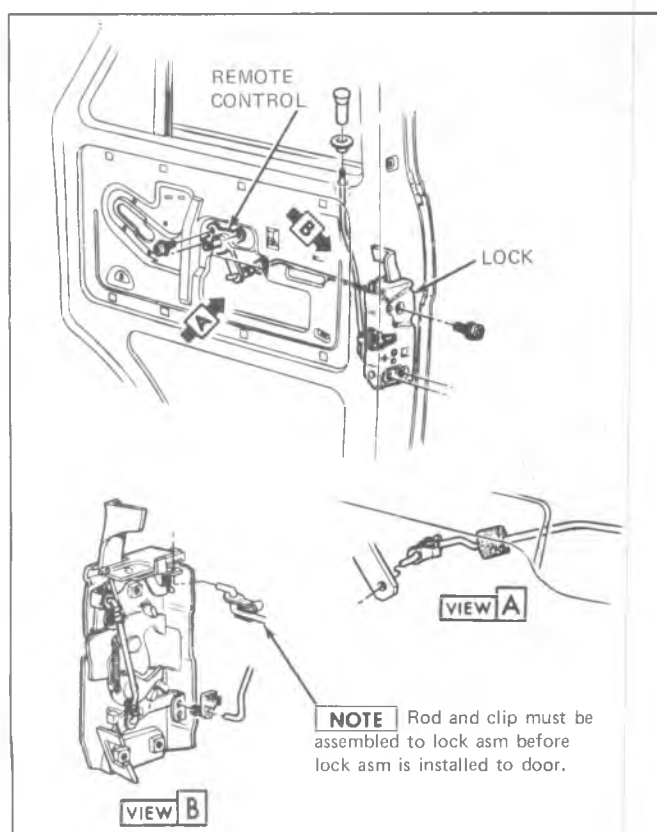 REMOTE
CONTROL
B
LOCK
A
VIEW A
NOTE Rod and clip must be
assembled to lock asm before
lock asm is installed to door.
VIEW B